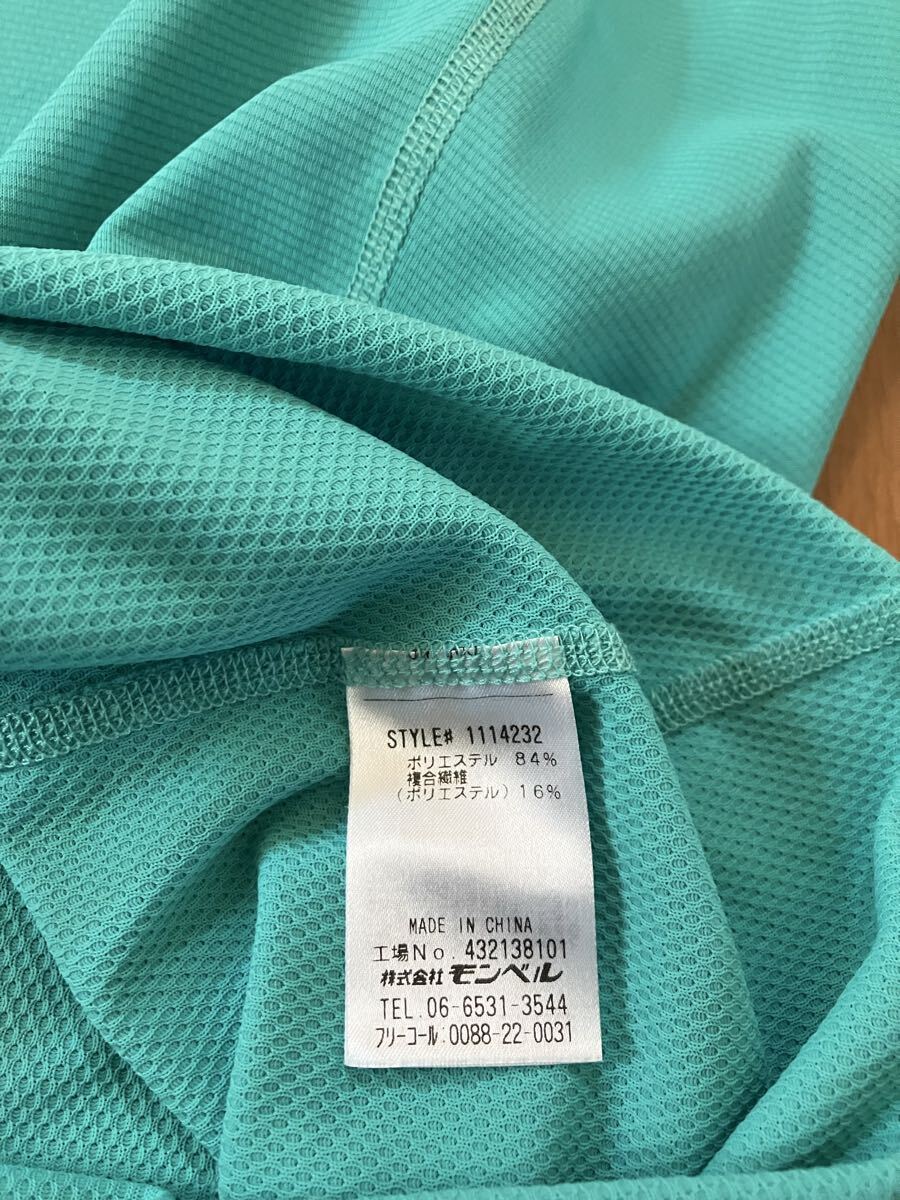 STYLE# 1114232
ポリエステル 84%
複合繊維
(ポリエステル) 16%
MADE IN CHINA
工場No. 432138101
株式会社 モンベル
TEL. 06-6531-3544
フリーコール:0088-22-0031